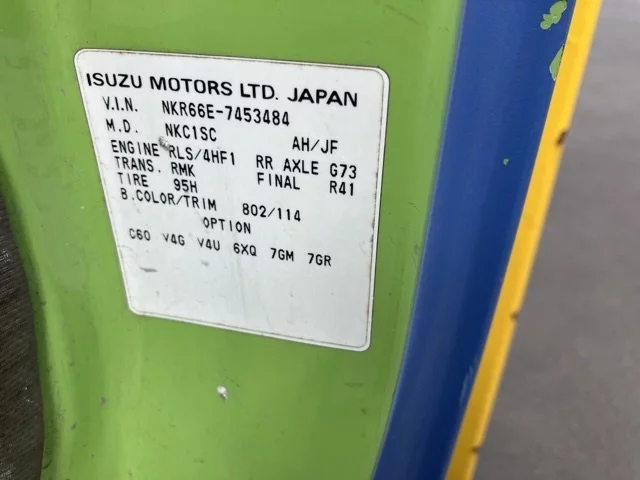 ISUZU MOTORS LTD. JAPAN
V.I.N. NKR66E-7453484
M.D. NKC1SC AH/JF
ENGINE RLS/4HF1 RR AXLE G73
TRANS. RMK FINAL R41
TIRE 95H
B.COLOR/TRIM 802/114
OPTION
C60 V4G V4U 6XQ 7GM 7GR